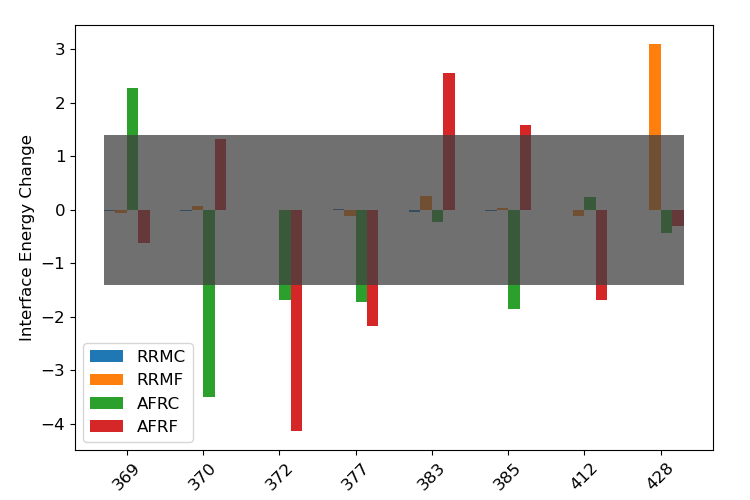 Interface Energy Change
3
2
1
0
−1
−2
−3
−4
RRMC
RRMF
AFRC
AFRF
369 370 372 377 383 385 412 428